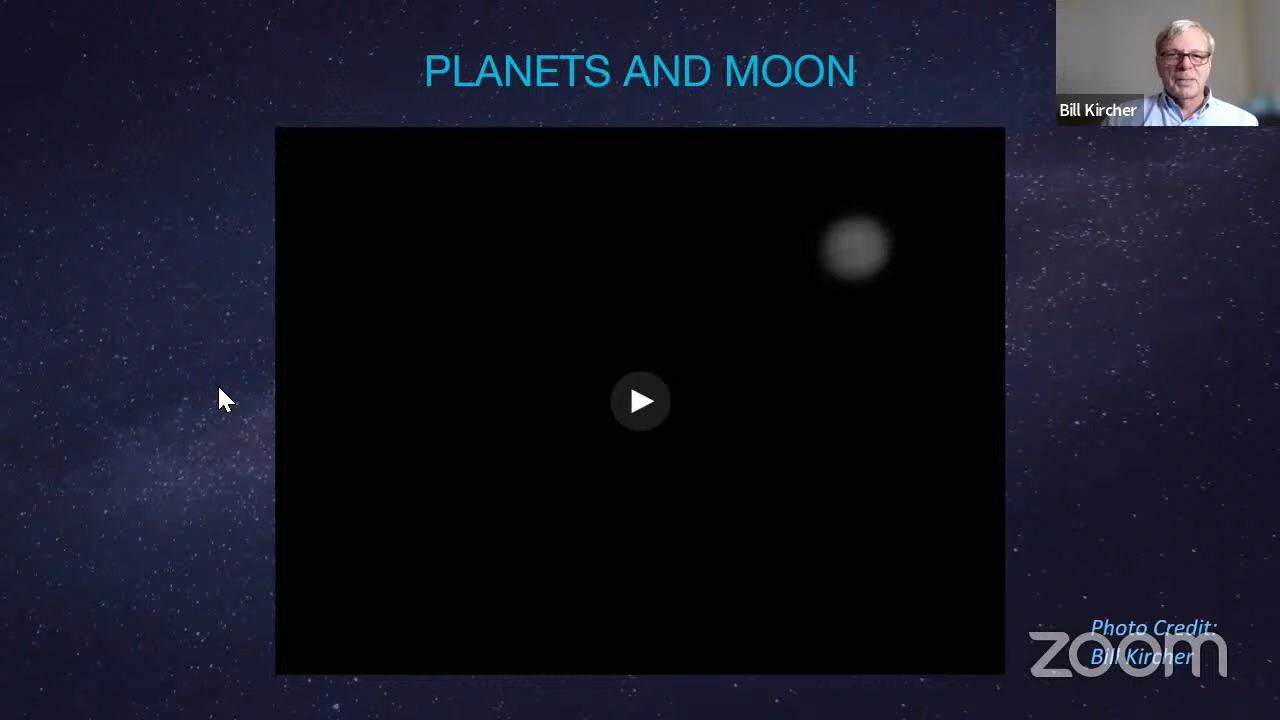 PLANETS AND MOON
Bill Kircher
Photo Credit:
Bill Kircher
zoom